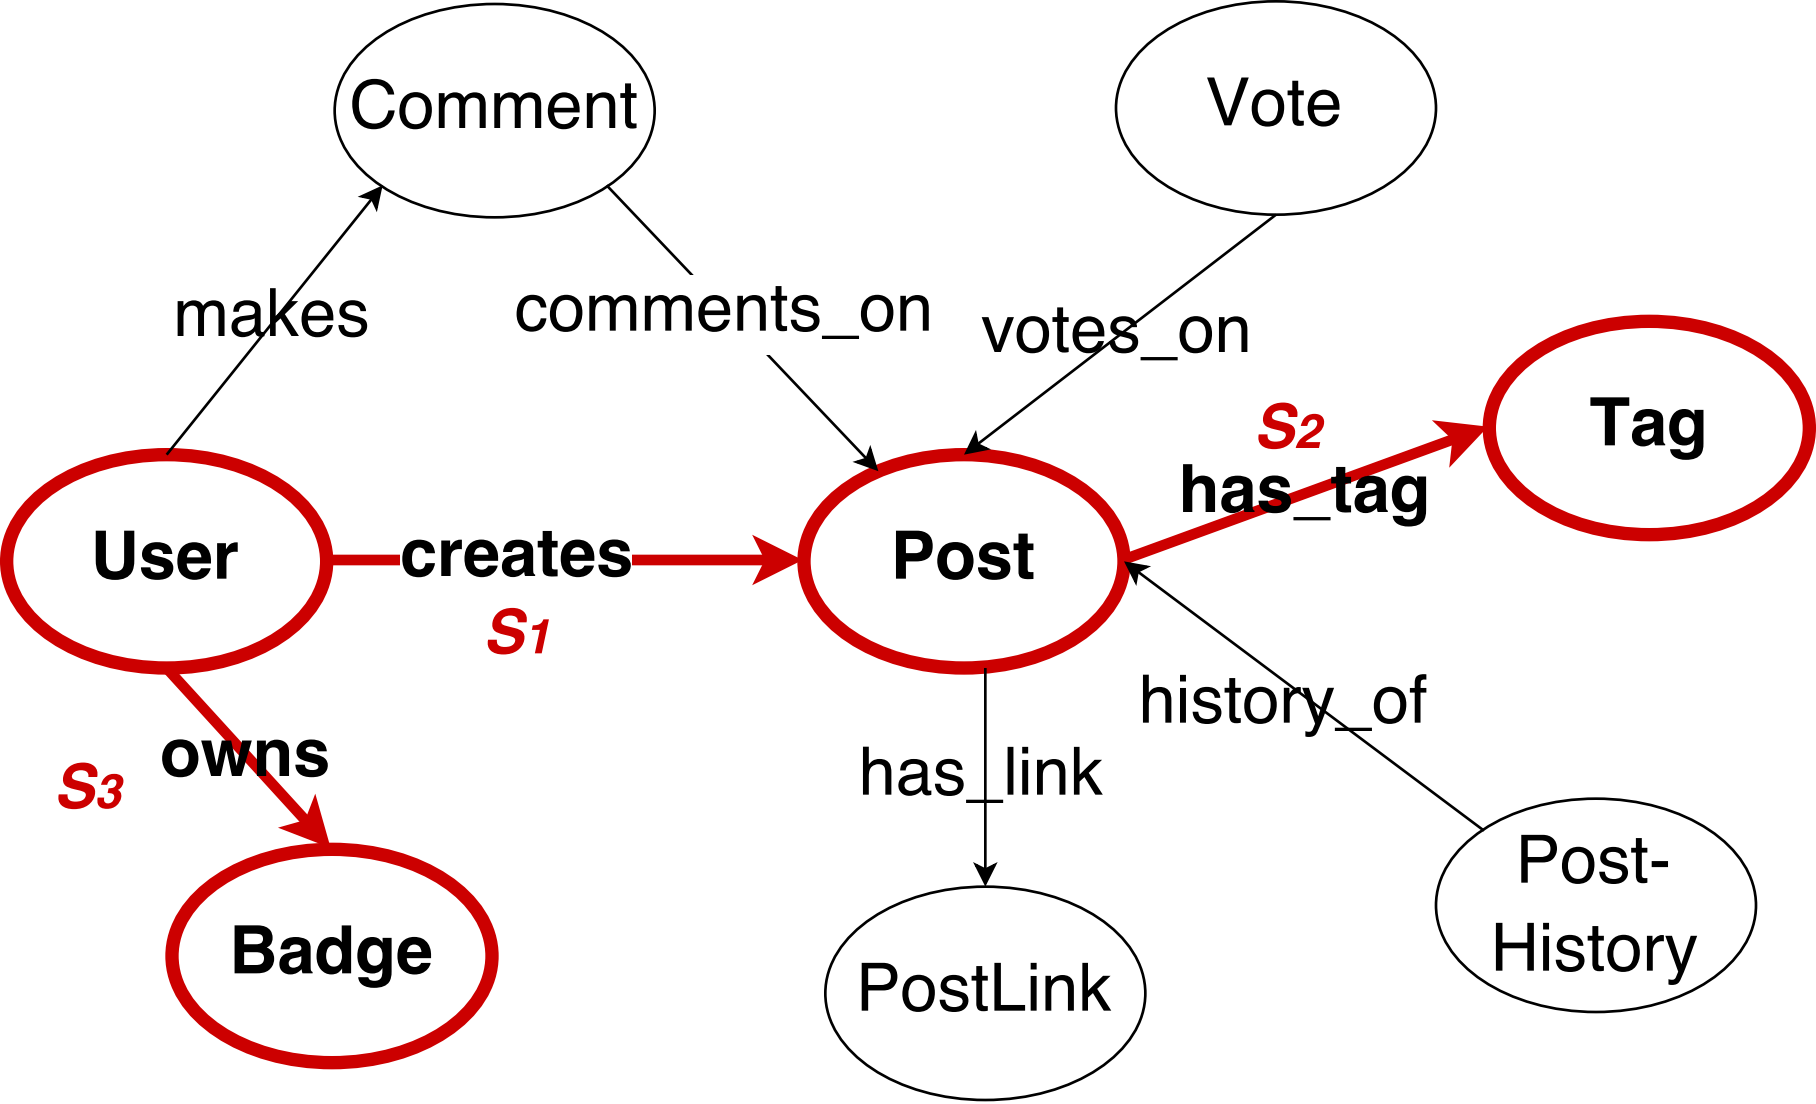 Comment
Vote
makes
comments_on
votes_on
S2
Tag
has_tag
User
creates
Post
S1
history_of
owns
S3
has_link
Post-
History
Badge
PostLink